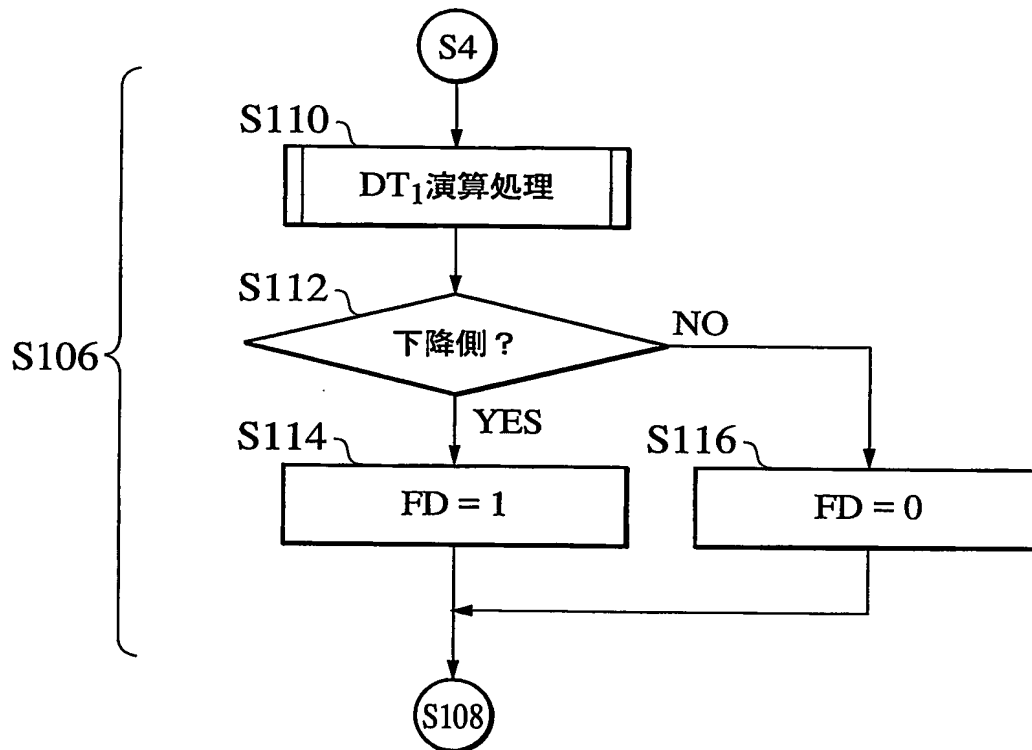 S4
S110
DT₁演算処理
S112
下降側？
NO
S106
YES
S114
FD = 1
S116
FD = 0
S108